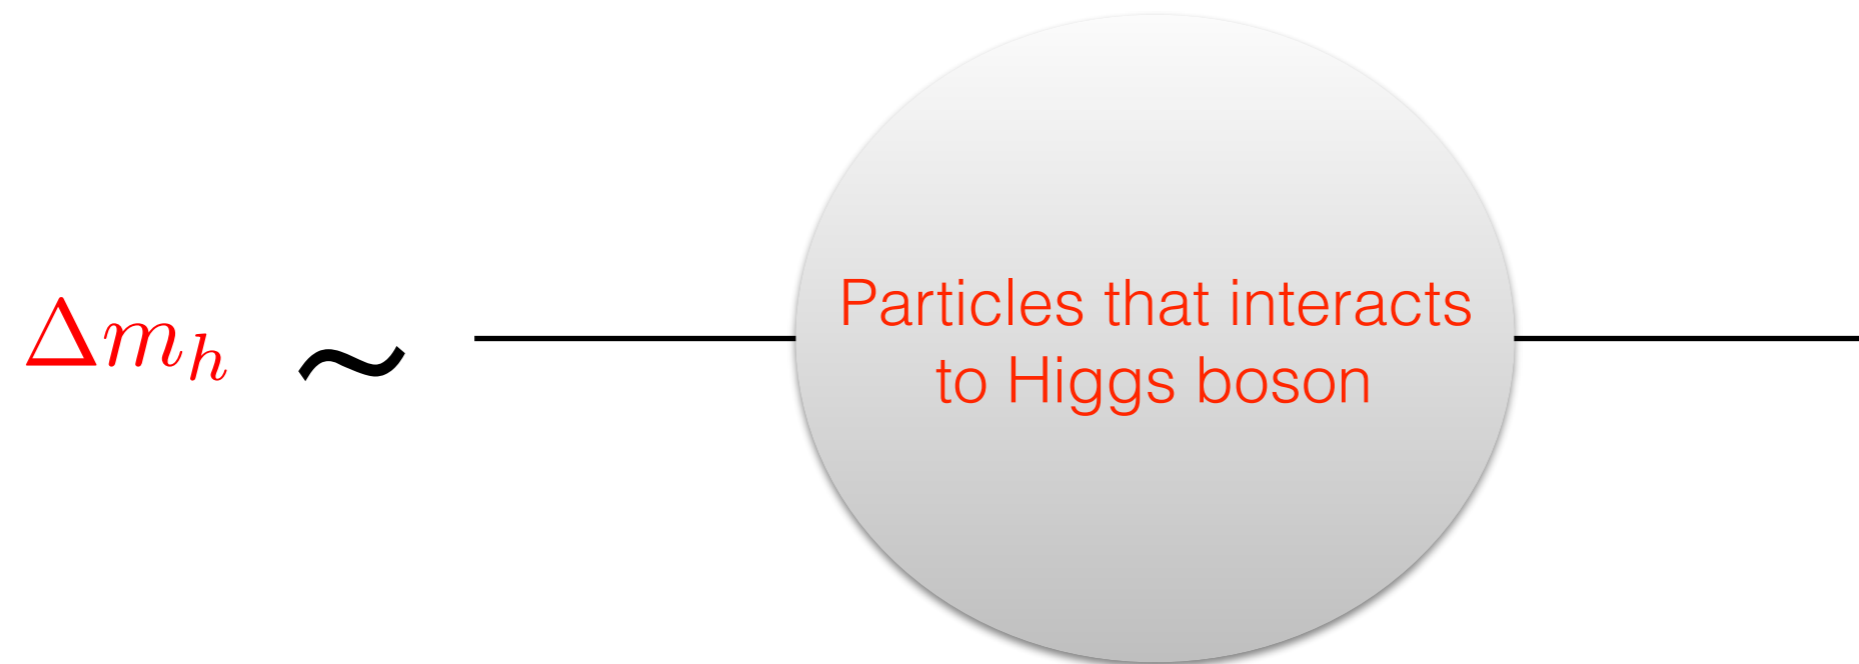 Δm_h ~
Particles that interacts
to Higgs boson